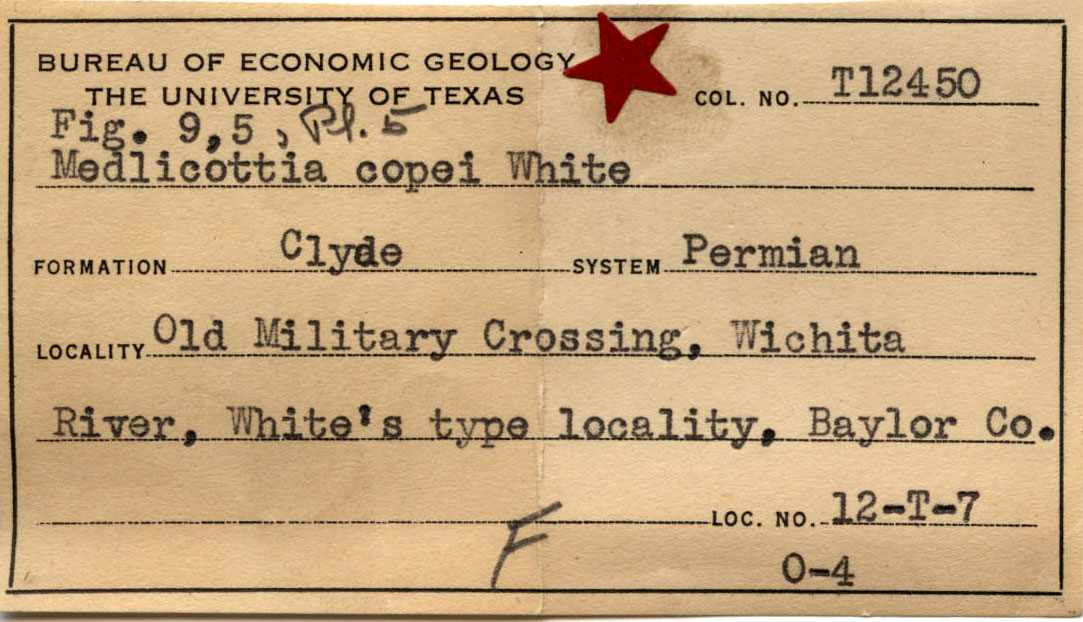 BUREAU OF ECONOMIC GEOLOGY
THE UNIVERSITY OF TEXAS
COL. NO. T12450
Fig. 9,5, Pl. 5
Medlicottia copei White
FORMATION Clyde SYSTEM Permian
LOCALITY Old Military Crossing, Wichita
River, White's type locality, Baylor Co.
LOC. NO. 12-T-7
F
O-4